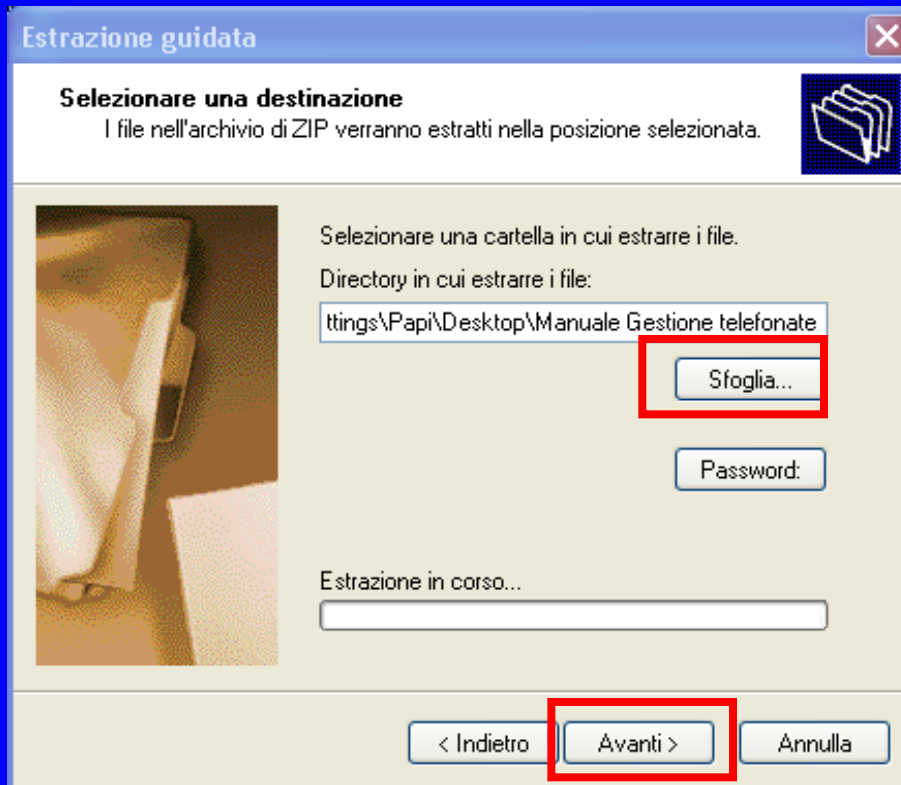 Estrazione guidata
Selezionare una destinazione
I file nell'archivio di ZIP verranno estratti nella posizione selezionata.
Selezionare una cartella in cui estrarre i file.
Directory in cui estrarre i file:
ttings\Papi\Desktop\Manuale Gestione telefonate
Sfoglia...
Password:
Estrazione in corso...
< Indietro
Avanti >
Annulla